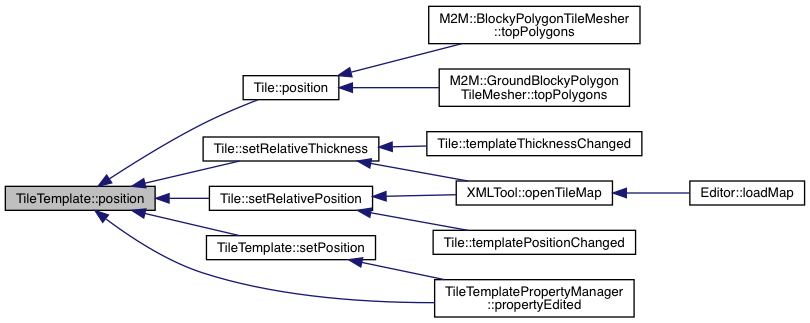 M2M::BlockyPolygonTileMesher
::topPolygons
Tile::position
M2M::GroundBlockyPolygon
TileMesher::topPolygons
Tile::setRelativeThickness
Tile::templateThicknessChanged
TileTemplate::position
Tile::setRelativePosition
XMLTool::openTileMap
Editor::loadMap
TileTemplate::setPosition
Tile::templatePositionChanged
TileTemplatePropertyManager
::propertyEdited